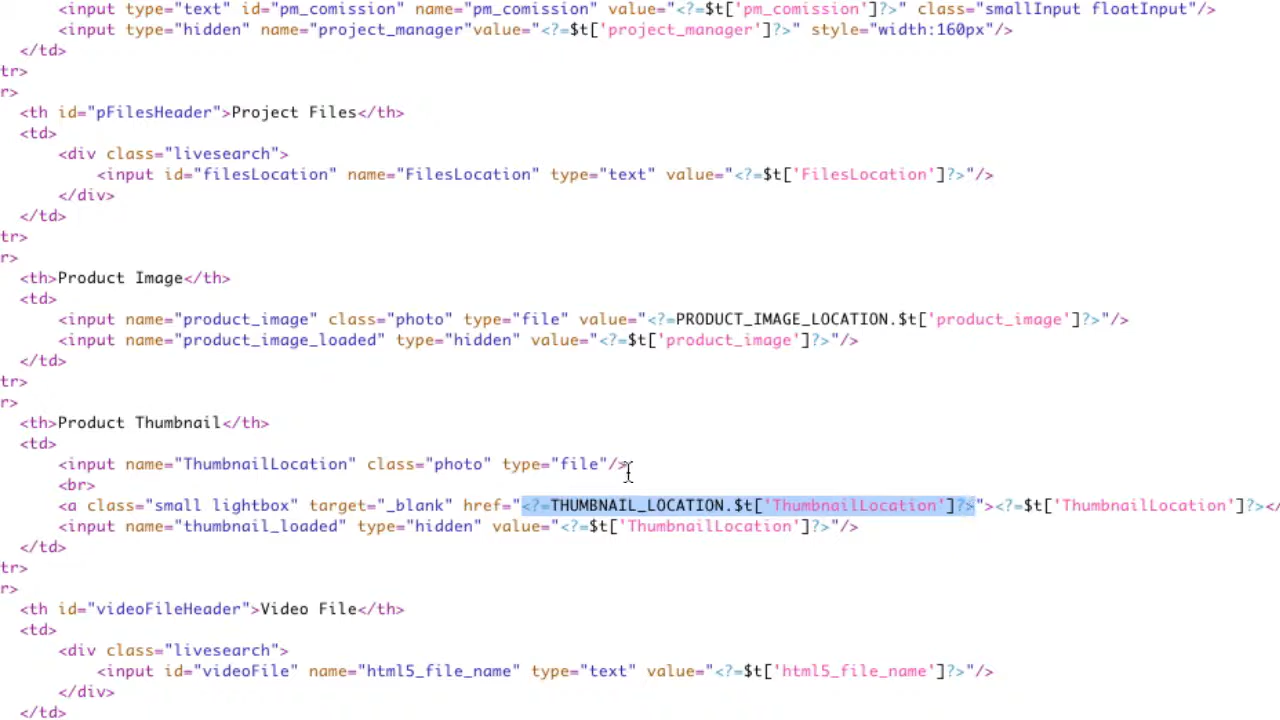 <input type="text" id="pm_comission" name="pm_comission" value="<?=$t['pm_comission']?>" class="smallInput floatInput"/>
<input type="hidden" name="project_manager"value="<?=$t['project_manager']?>" style="width:160px"/>
</td>
tr>
r>
<th id="pFilesHeader">Project Files</th>
<td>
<div class="livesearch">
<input id="filesLocation" name="FilesLocation" type="text" value="<?=$t['FilesLocation']?>"/>
</div>
</td>
tr>
r>
<th>Product Image</th>
<td>
<input name="product_image" class="photo" type="file" value="<?=PRODUCT_IMAGE_LOCATION.$t['product_image']?>"/>
<input name="product_image_loaded" type="hidden" value="<?=$t['product_image']?>"/>
</td>
tr>
r>
<th>Product Thumbnail</th>
<td>
<input name="ThumbnailLocation" class="photo" type="file"/>
<br>
<a class="small lightbox" target="_blank" href="<?=THUMBNAIL_LOCATION.$t['ThumbnailLocation']?>"><?=$t['ThumbnailLocation']?></
<input name="thumbnail_loaded" type="hidden" value="<?=$t['ThumbnailLocation']?>"/>
</td>
tr>
r>
<th id="videoFileHeader">Video File</th>
<td>
<div class="livesearch">
<input id="videoFile" name="html5_file_name" type="text" value="<?=$t['html5_file_name']?>"/>
</div>
</td>